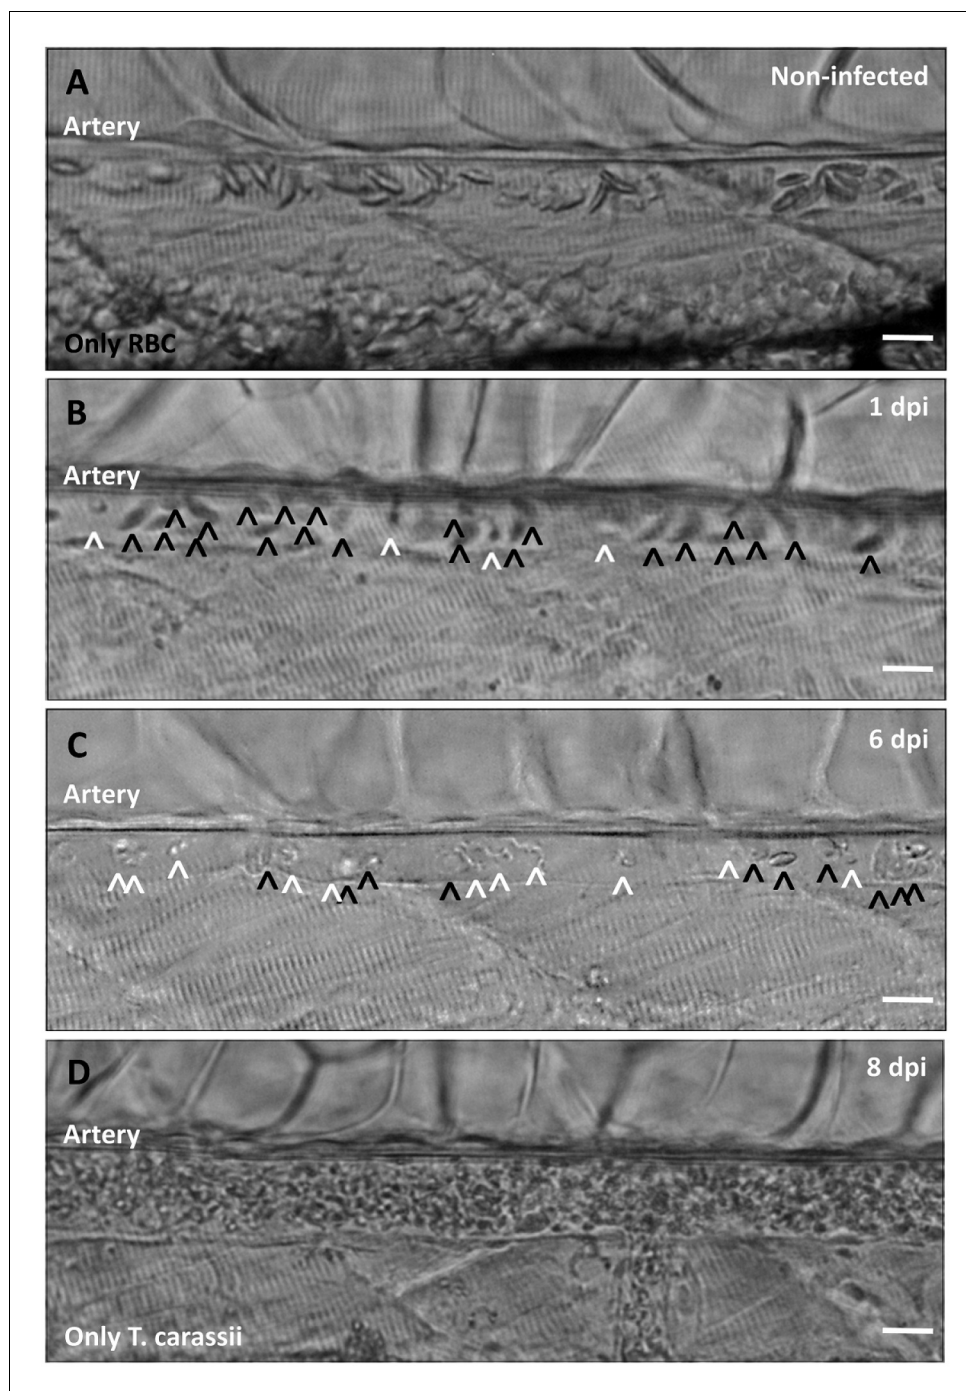 A
Non-infected
Artery
Only RBC
B
1 dpi
Artery
C
6 dpi
Artery
D
8 dpi
Artery
Only T. carassii